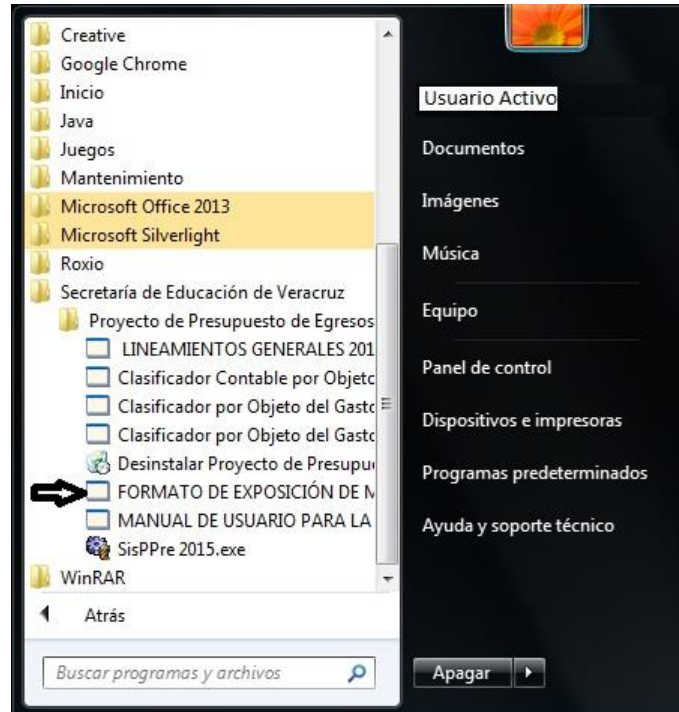 Creative
Google Chrome
Inicio
Java
Juegos
Mantenimiento
Microsoft Office 2013
Microsoft Silverlight
Roxio
Secretaría de Educación de Veracruz
Proyecto de Presupuesto de Egresos
LINEAMIENTOS GENERALES 201
Clasificador Contable por Objeto
Clasificador por Objeto del Gasto
Clasificador por Objeto del Gasto
Desinstalar Proyecto de Presupu
FORMATO DE EXPOSICIÓN DE M
MANUAL DE USUARIO PARA LA
SisPPre 2015.exe
WinRAR
Atrás
Buscar programas y archivos
Usuario Activo
Documentos
Imágenes
Música
Equipo
Panel de control
Dispositivos e impresoras
Programas predeterminados
Ayuda y soporte técnico
Apagar